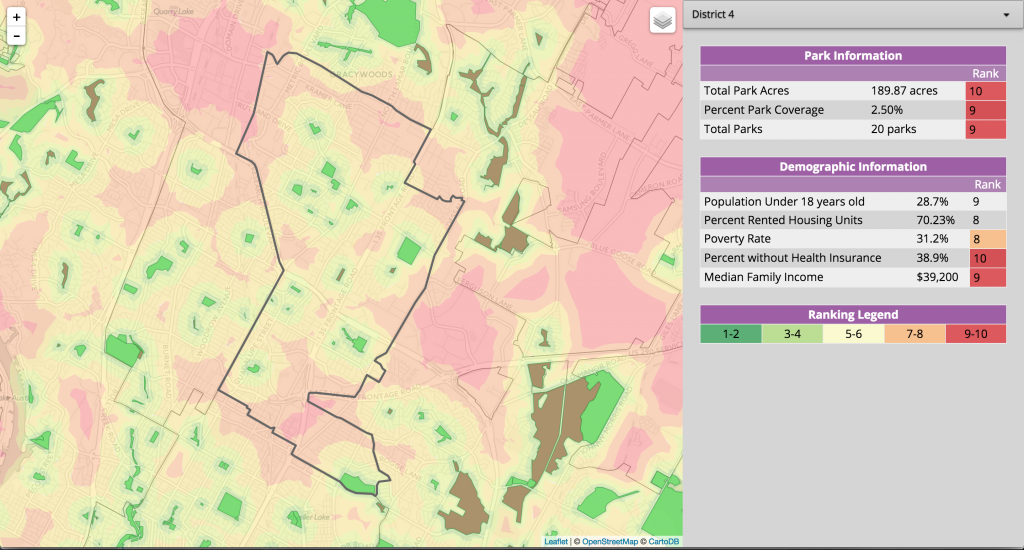 +
-
Quarry Lake
GRACYWOODS
BLUE GOOSE ROAD
FRONTAGE
Leaflet | © OpenStreetMap © CartoDB
District 4
Park Information
Rank
Total Park Acres 189.87 acres 10
Percent Park Coverage 2.50% 9
Total Parks 20 parks 9
Demographic Information
Rank
Population Under 18 years old 28.7% 9
Percent Rented Housing Units 70.23% 8
Poverty Rate 31.2% 8
Percent without Health Insurance 38.9% 10
Median Family Income $39,200 9
Ranking Legend
1-2 3-4 5-6 7-8 9-10